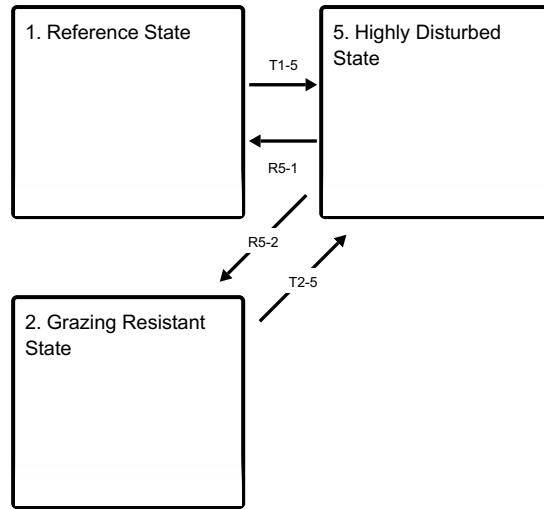 1. Reference State
5. Highly Disturbed
State
T1-5
R5-1
R5-2
T2-5
2. Grazing Resistant
State